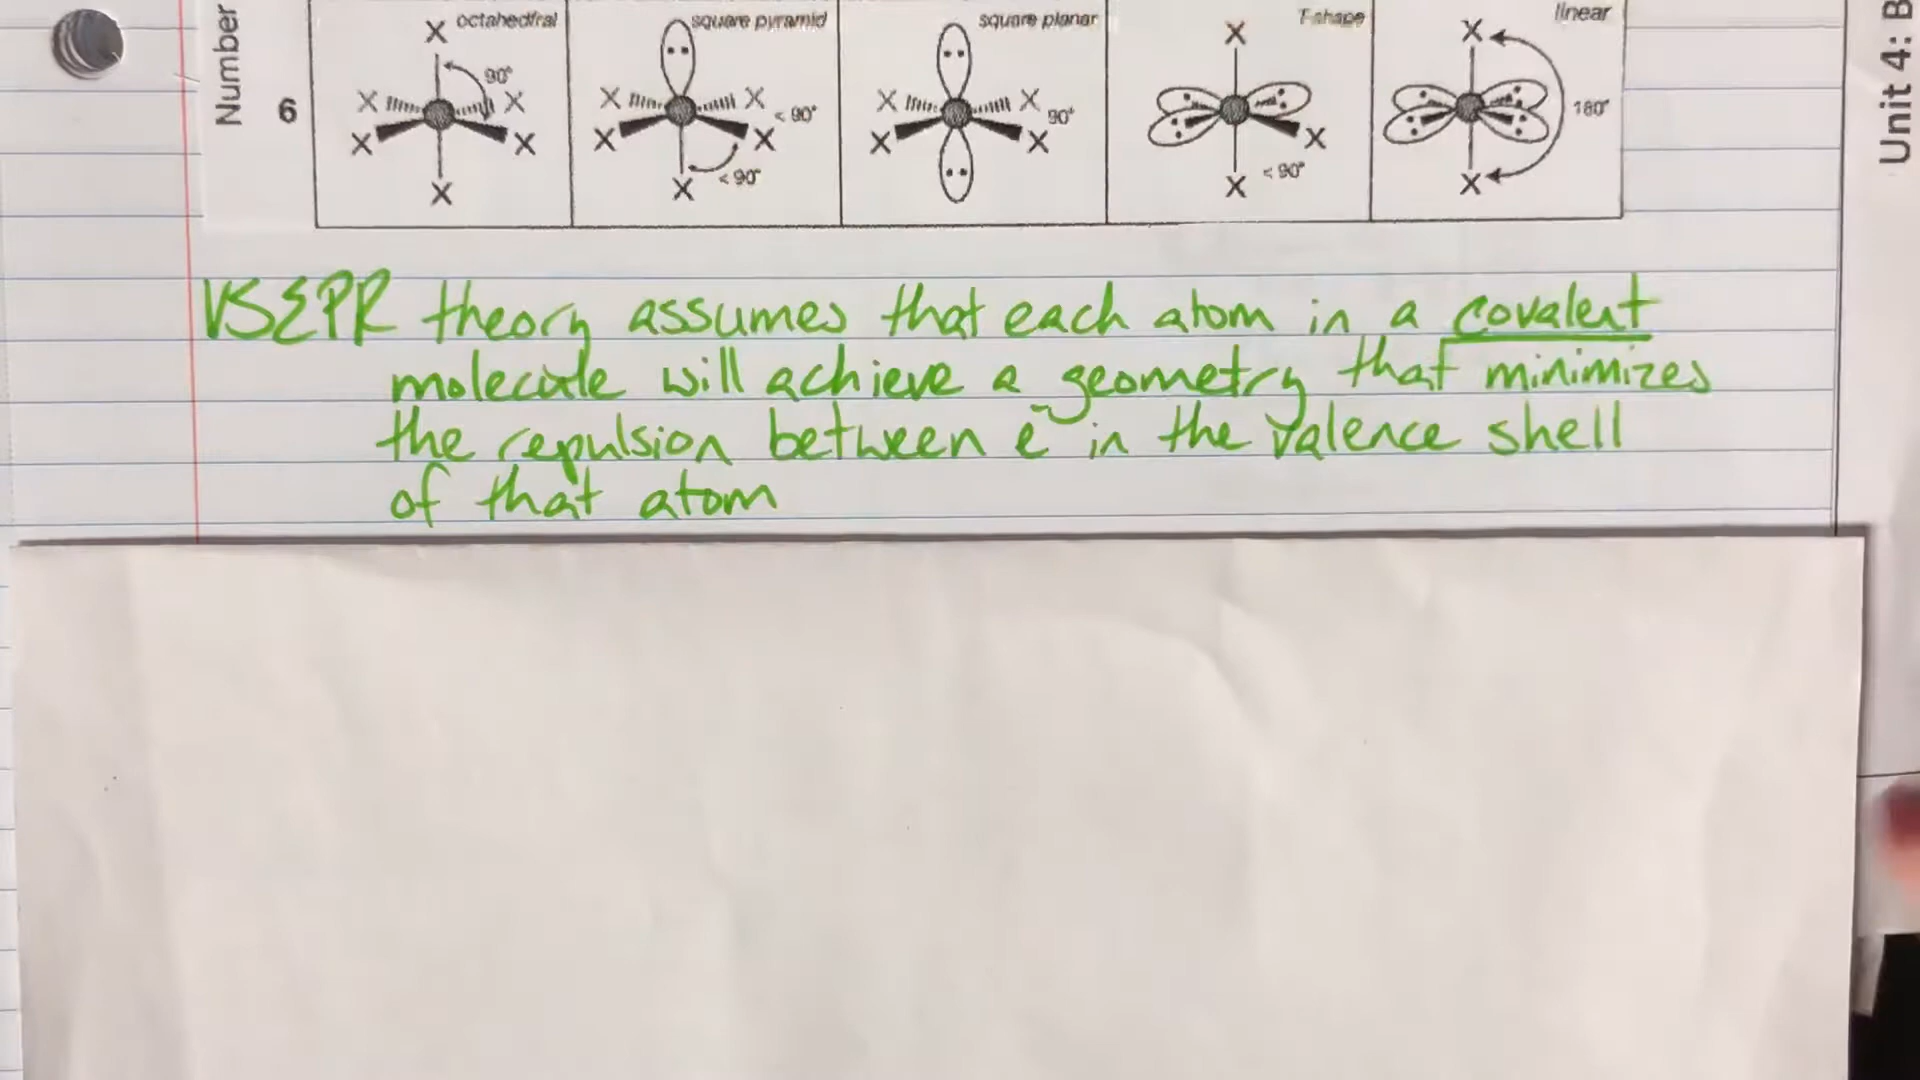 Number
6
octahedral
X
90°
X X
X X
X
square pyramid
X X
< 90°
X X
< 90°
X
square planar
X X
90°
X X
T-shape
X
X
X < 90°
linear
X
180°
X
Unit 4: B
VSEPR theory assumes that each atom in a covalent
molecule will achieve a geometry that minimizes
the repulsion between e⁻ in the valence shell
of that atom